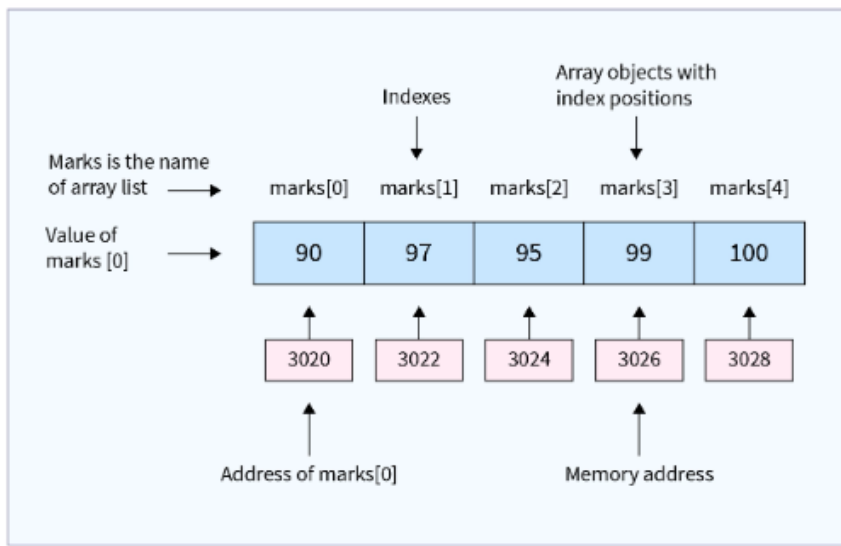 Indexes
Array objects with
index positions
Marks is the name
of array list
marks[0] marks[1] marks[2] marks[3] marks[4]
Value of
marks [0]
90 97 95 99 100
3020 3022 3024 3026 3028
Address of marks[0] Memory address